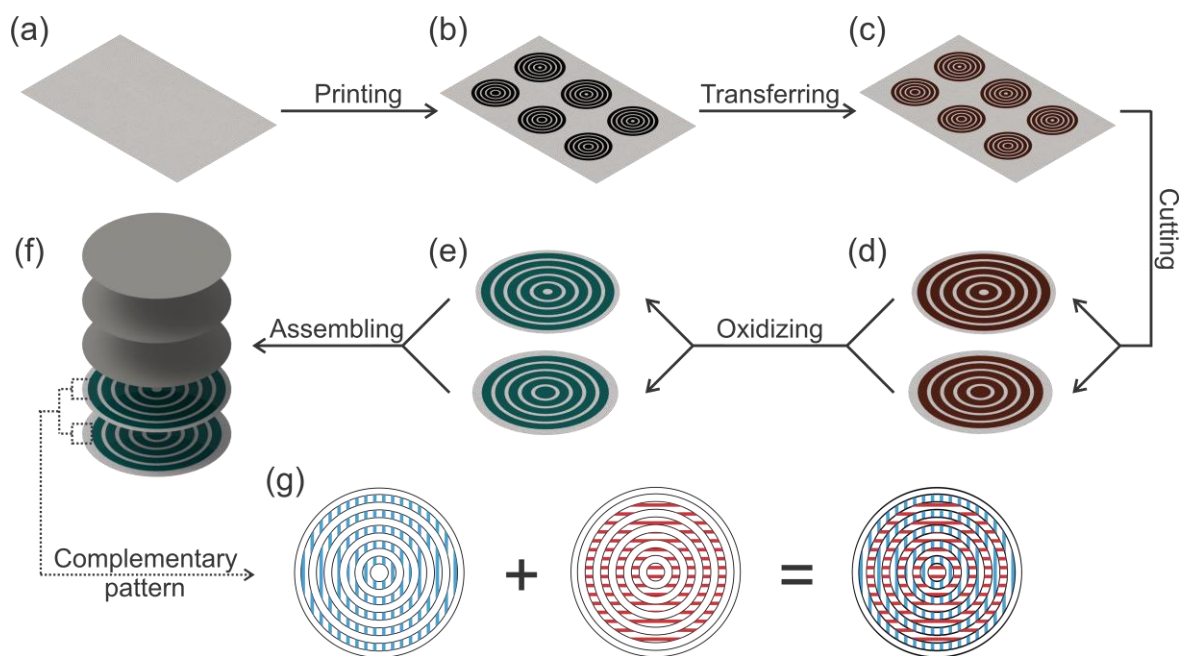 (a)
Printing
(b)
Transferring
(c)
Cutting
(d)
Oxidizing
(e)
Assembling
(f)
Complementary
pattern
(g)
+
=